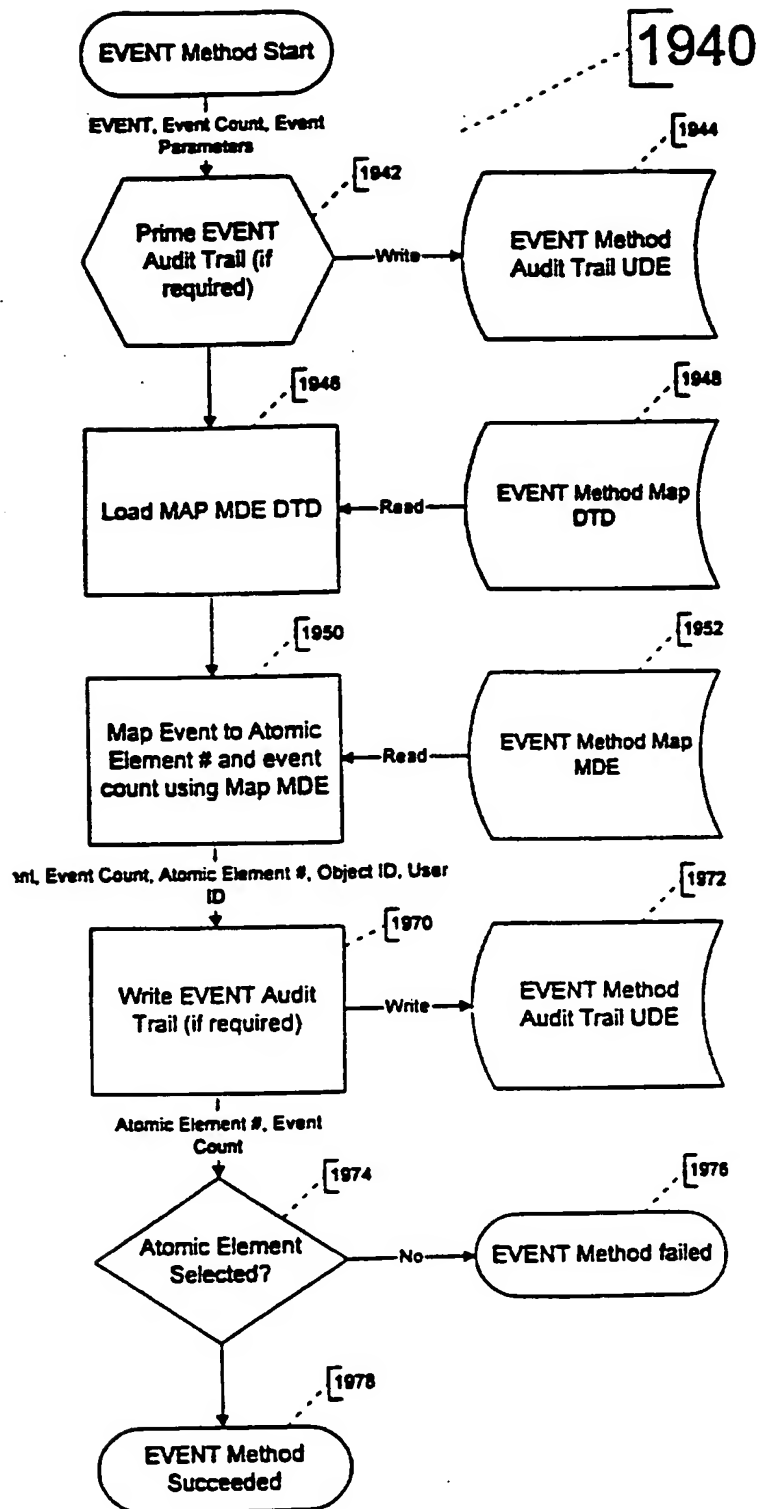 EVENT Method Start
1940
EVENT, Event Count, Event
Parameters
1942
1944
Prime EVENT
Audit Trail (if
required)
Write
EVENT Method
Audit Trail UDE
1946
1948
Load MAP MDE DTD
Read
EVENT Method Map
DTD
1950
1952
Map Event to Atomic
Element # and event
count using Map MDE
Read
EVENT Method Map
MDE
Event Count, Atomic Element #, Object ID, User
ID
1970
1972
Write EVENT Audit
Trail (if required)
Write
EVENT Method
Audit Trail UDE
Atomic Element #, Event
Count
1974
1976
Atomic Element
Selected?
No
EVENT Method failed
1978
EVENT Method
Succeeded